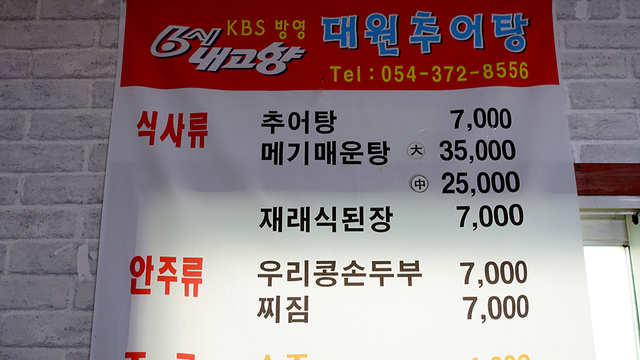 KBS 방영
6시 내고향
대원추어탕
Tel : 054-372-8556
식사류
추어탕 7,000
메기매운탕 大 35,000
中 25,000
재래식된장 7,000
안주류
우리콩손두부 7,000
찌짐 7,000